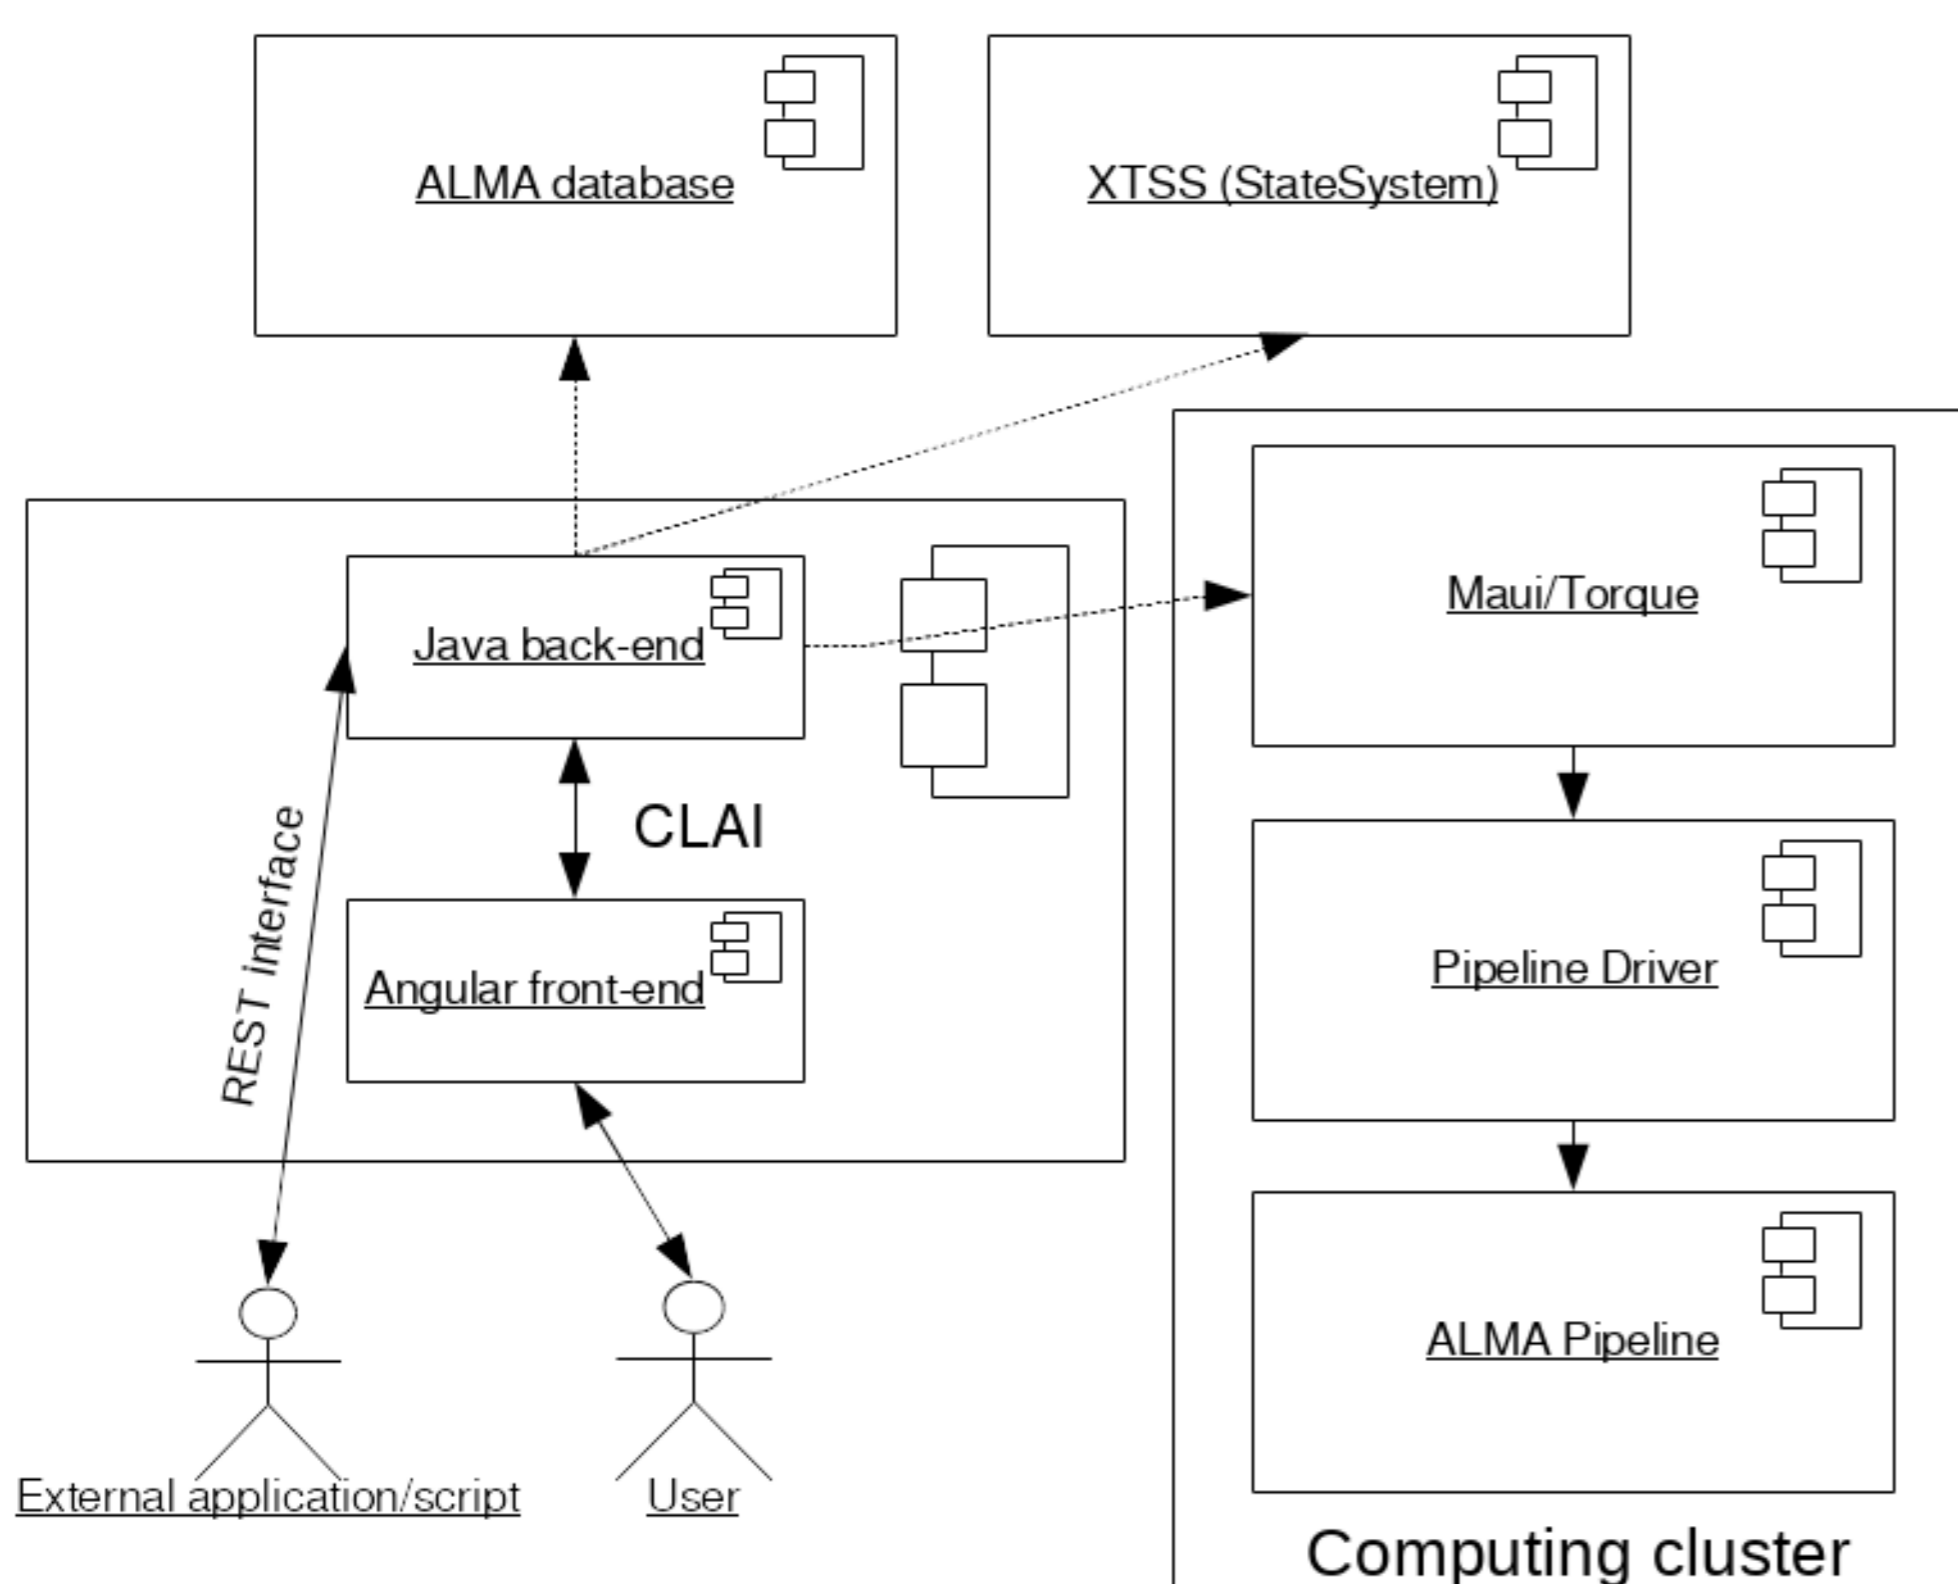 ALMA database
XTSS (StateSystem)
Java back-end
Maui/Torque
CLAI
REST interface
Angular front-end
Pipeline Driver
ALMA Pipeline
External application/script
User
Computing cluster